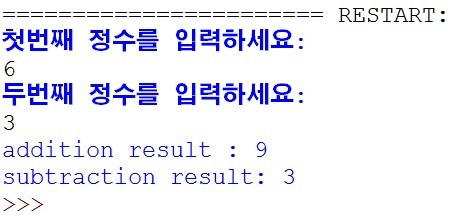 ======================== RESTART:
첫번째 정수를 입력하세요:
6
두번째 정수를 입력하세요:
3
addition result : 9
subtraction result: 3
>>>